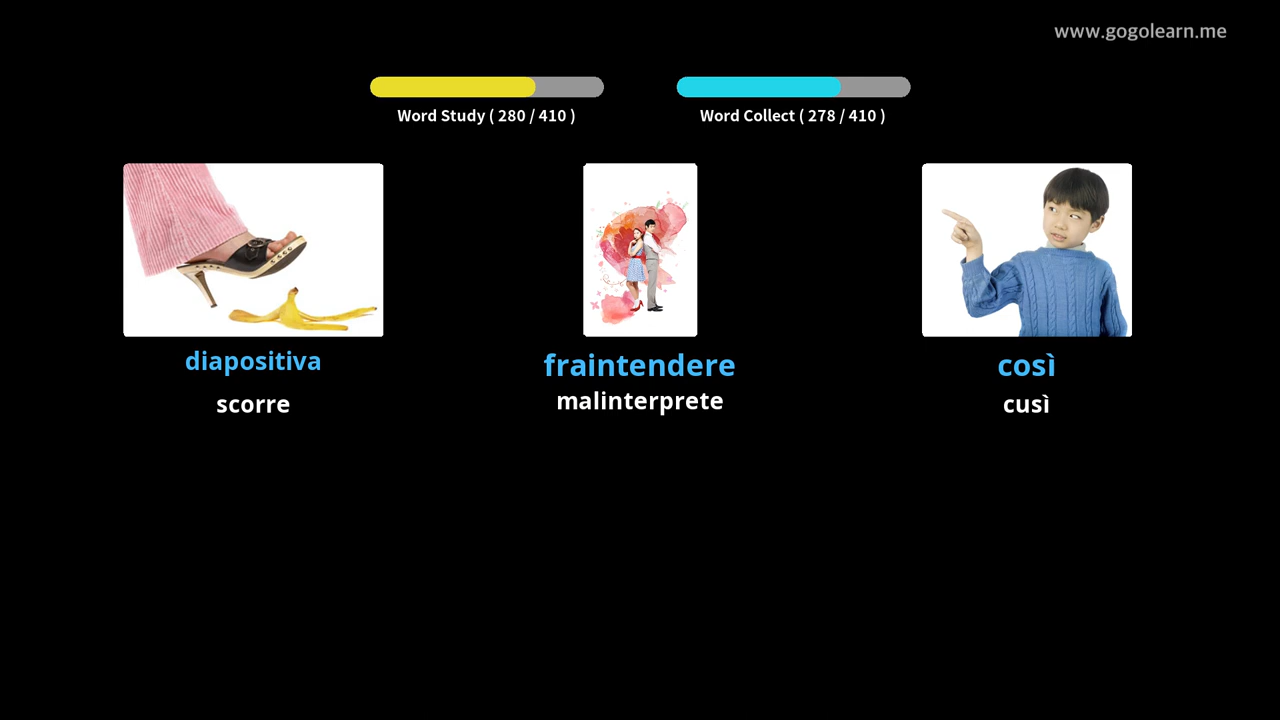 www.gogolearn.me
Word Study ( 280 / 410 )
Word Collect ( 278 / 410 )
diapositiva
scorre
fraintendere
malinterprete
così
cusì